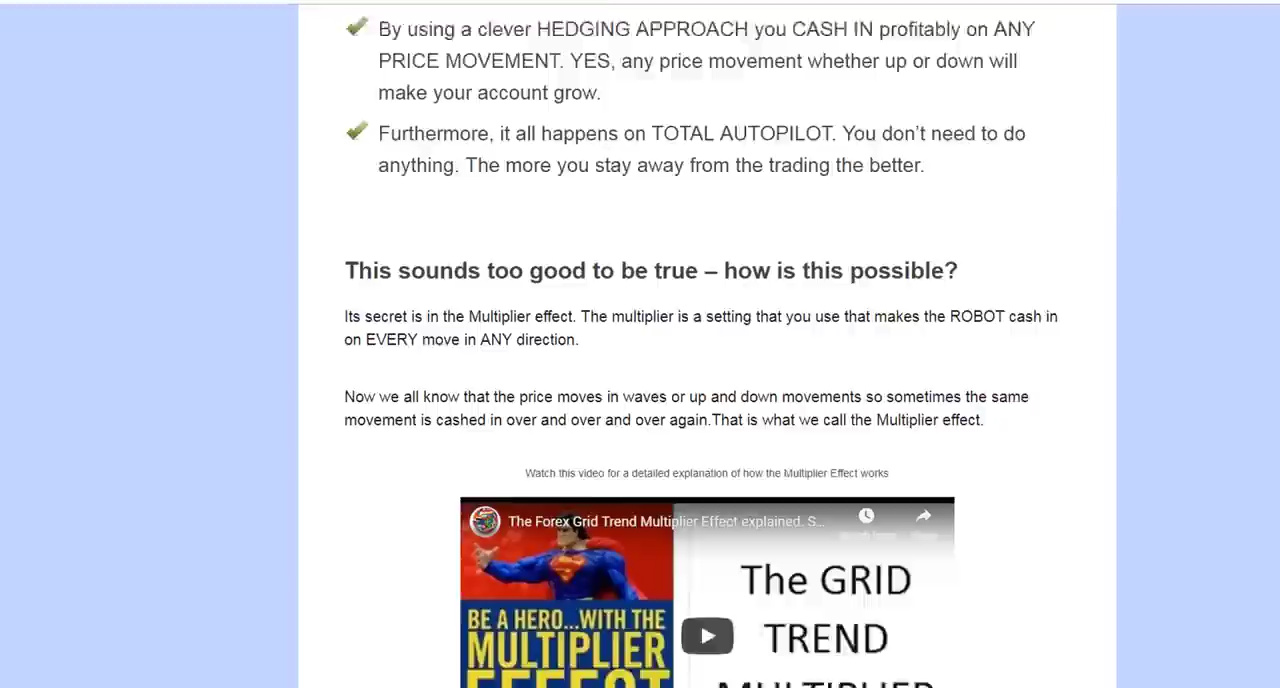 By using a clever HEDGING APPROACH you CASH IN profitably on ANY
PRICE MOVEMENT. YES, any price movement whether up or down will
make your account grow.
Furthermore, it all happens on TOTAL AUTOPILOT. You don’t need to do
anything. The more you stay away from the trading the better.
This sounds too good to be true – how is this possible?
Its secret is in the Multiplier effect. The multiplier is a setting that you use that makes the ROBOT cash in
on EVERY move in ANY direction.
Now we all know that the price moves in waves or up and down movements so sometimes the same
movement is cashed in over and over and over again.That is what we call the Multiplier effect.
Watch this video for a detailed explanation of how the Multiplier Effect works
The Forex Grid Trend Multiplier Effect explained. S...
BE A HERO...WITH THE
MULTIPLIER
EFFECT
The GRID
TREND
MULTIPLIER